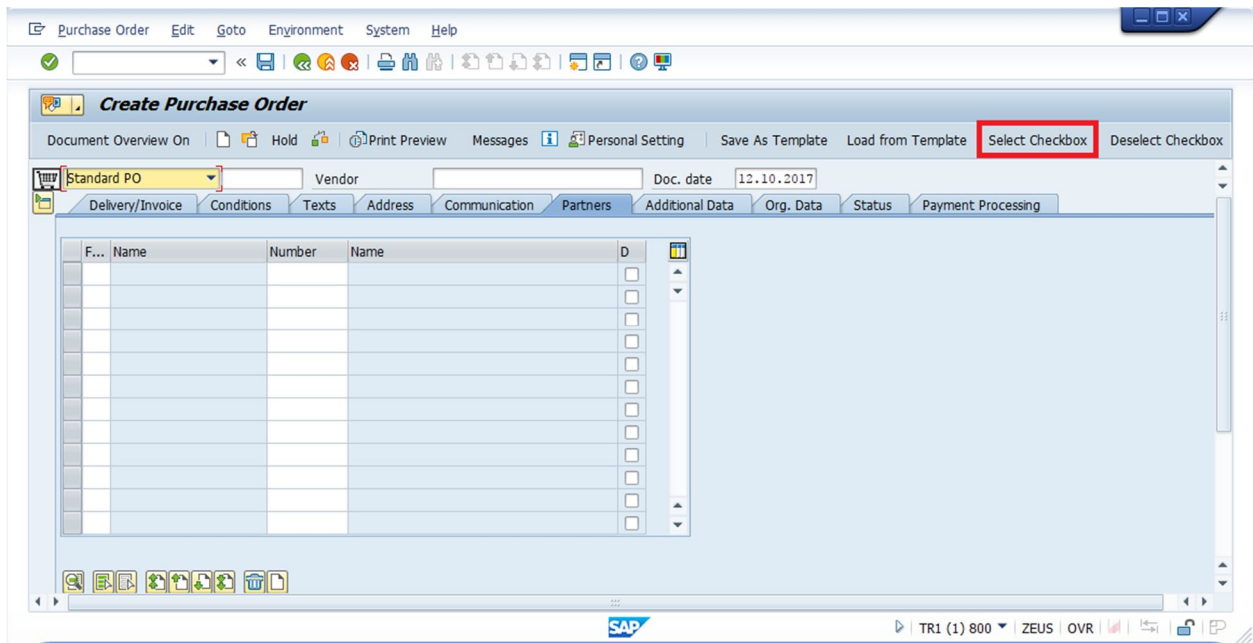 Purchase Order Edit Goto Environment System Help
Create Purchase Order
Document Overview On Hold Print Preview Messages Personal Setting Save As Template Load from Template Select Checkbox Deselect Checkbox
Standard PO Vendor Doc. date 12.10.2017
Delivery/Invoice Conditions Texts Address Communication Partners Additional Data Org. Data Status Payment Processing
F... Name Number Name D
SAP TR1 (1) 800 ZEUS OVR